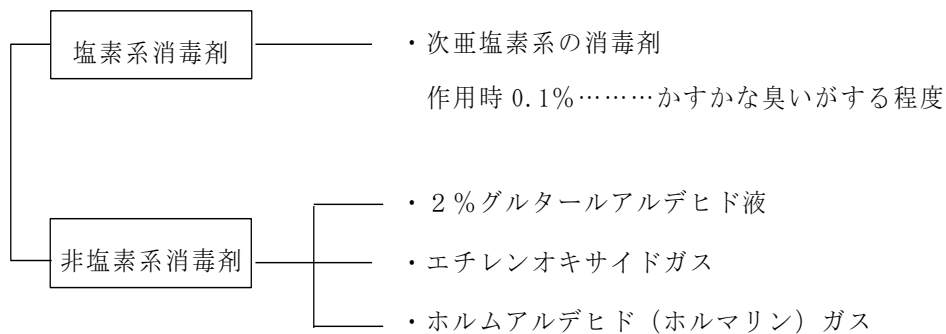 塩素系消毒剤
・次亜塩素系の消毒剤
作用時 0.1%………かすかな臭いがする程度
非塩素系消毒剤
・２％グルタールアルデヒド液
・エチレンオキサイドガス
・ホルムアルデヒド（ホルマリン）ガス